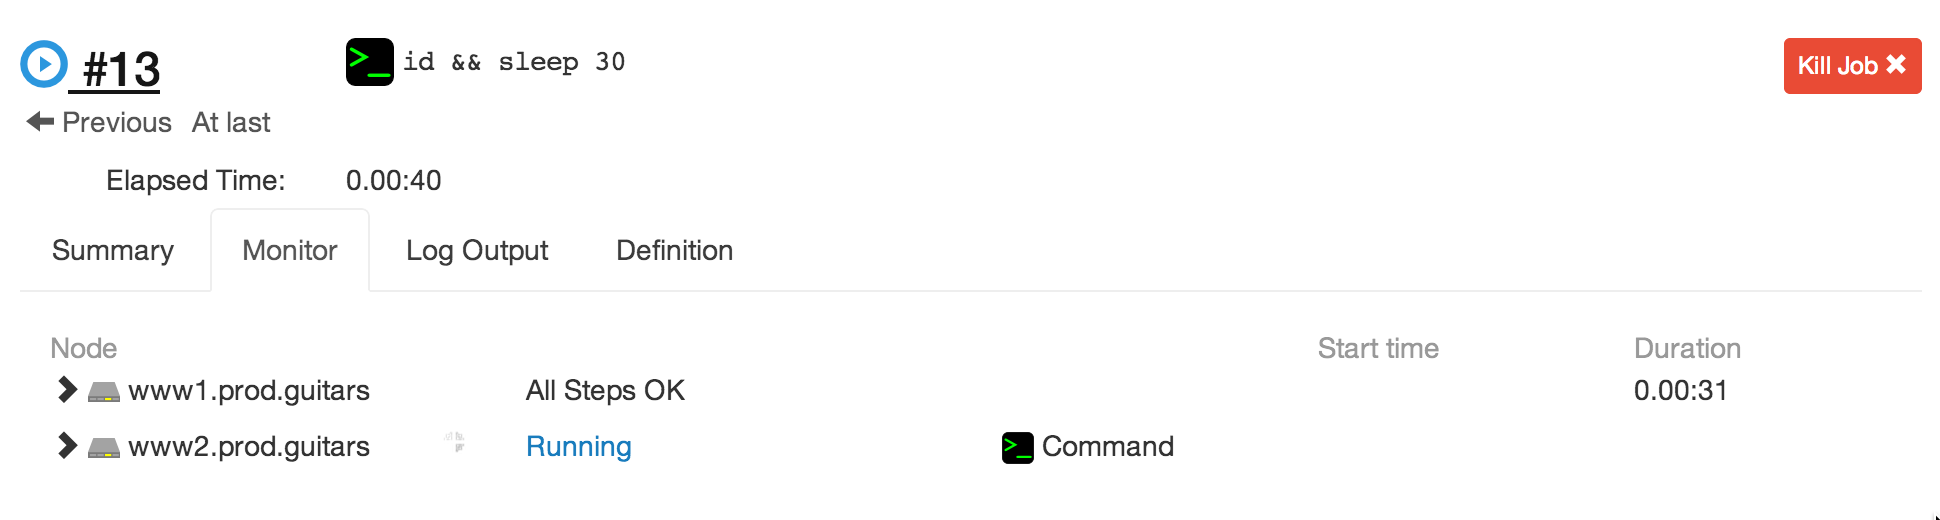 #13 >_ id && sleep 30 Kill Job ✖
Previous At last
Elapsed Time: 0.00:40
Summary Monitor Log Output Definition
Node Start time Duration
www1.prod.guitars All Steps OK 0.00:31
www2.prod.guitars Running >_ Command